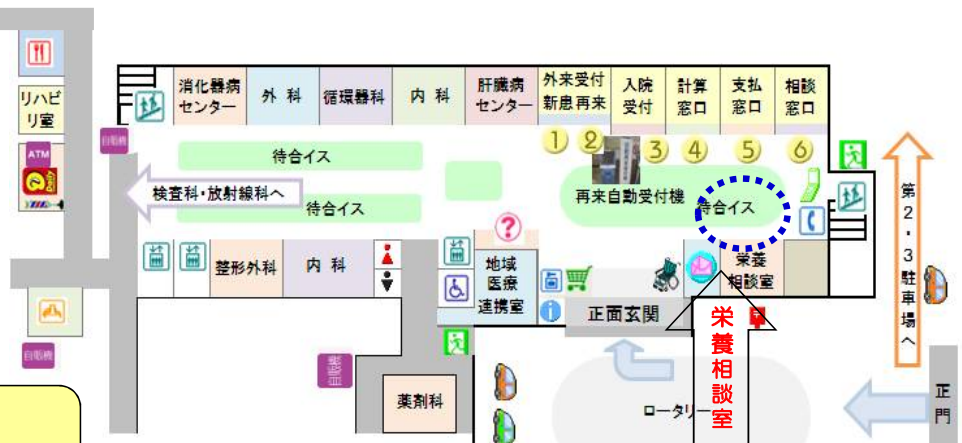 リハビ
リ室
ATM
自販機
自販機
消化器病
センター
外 科
循環器科
内 科
肝臓病
センター
外来受付
新患再来
入院
受付
計算
窓口
支払
窓口
相談
窓口
1
2
3
4
5
6
待合イス
再来自動受付機
待合イス
検査科・放射線科へ
待合イス
整形外科
内 科
?
地域
医療
連携室
栄養
相談室
i
正面玄関
栄養相談室
自販機
薬剤科
ロータリー
第2・3駐車場へ
正門